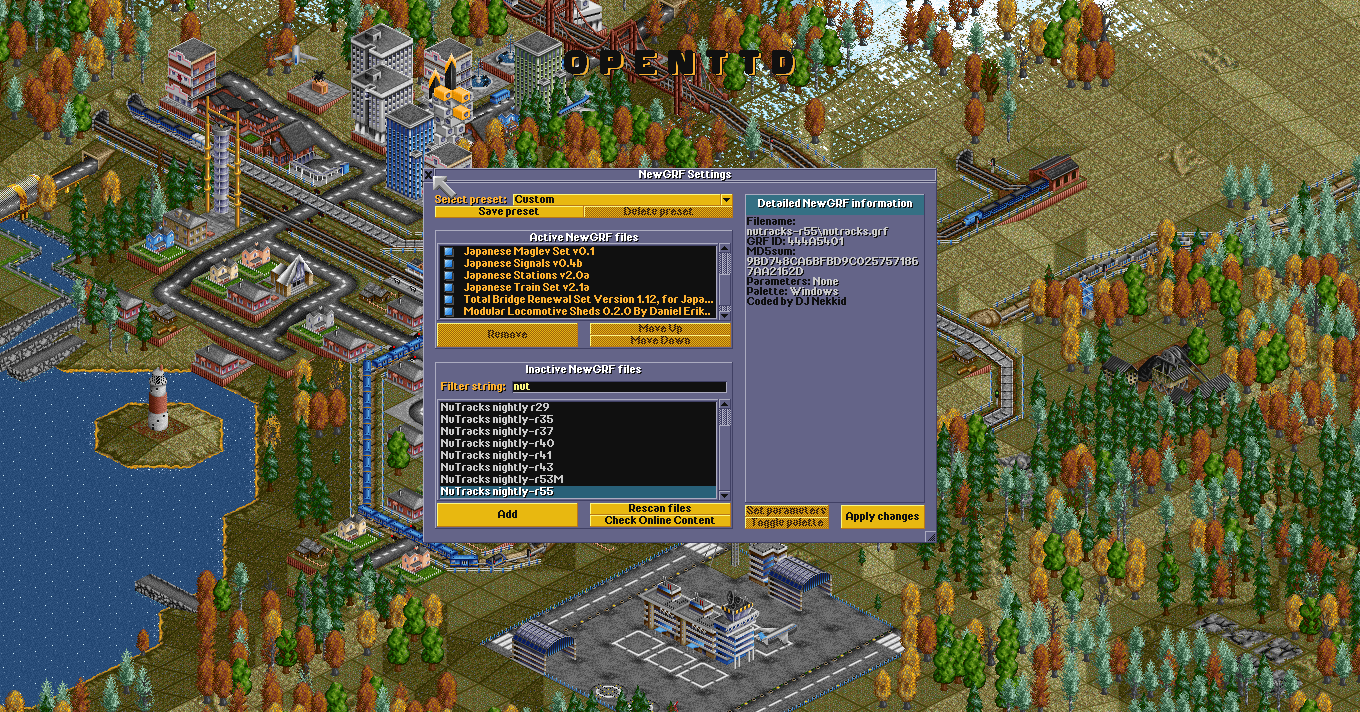 OPENTTD
X
NewGRF Settings
Select preset: Custom
Save preset
Delete preset
Active NewGRF files
Japanese Maglev Set v0.1
Japanese Signals v0.4b
Japanese Stations v2.0a
Japanese Train Set v2.1a
Total Bridge Renewal Set Version 1.12, for Japa...
Modular Locomotive Sheds 0.2.0 By Daniel Erik...
Remove
Move Up
Move Down
Inactive NewGRF files
Filter string: nut
NuTracks nightly r29
NuTracks nightly-r35
NuTracks nightly-r37
NuTracks nightly-r40
NuTracks nightly-r41
NuTracks nightly-r43
NuTracks nightly-r53M
NuTracks nightly-r55
Add
Rescan files
Check Online Content
Detailed NewGRF information
Filename:
nutracks-r55\nutracks.grf
GRF ID: 444A5401
MD5sum:
9BD748CA6BFBD9C0257571B6
7AA2162D
Parameters: None
Palette: Windows
Coded by DJ Nekkid
Set parameters
Toggle palette
Apply changes